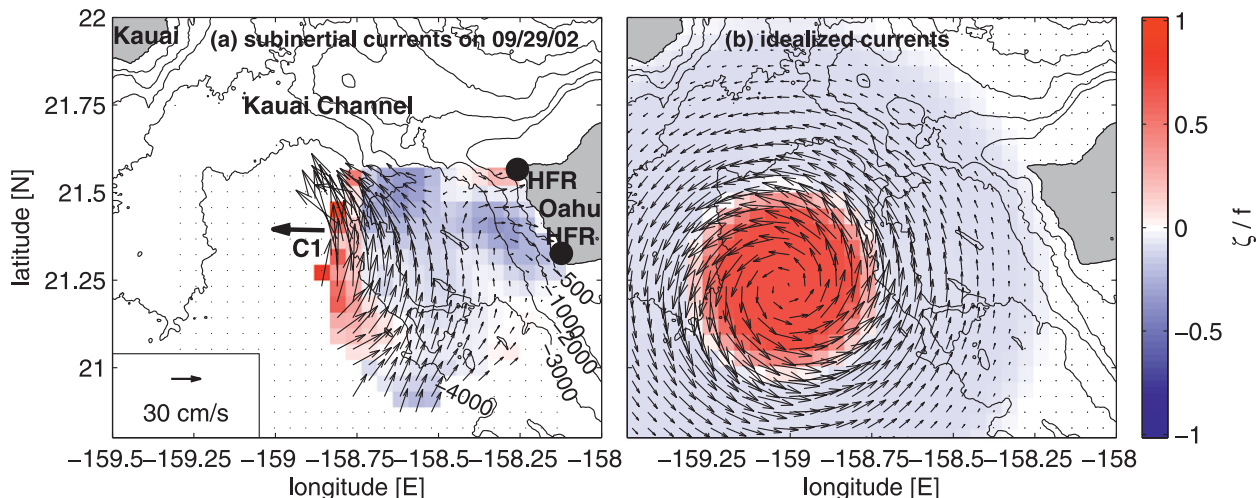 22
21.75
21.5
21.25
21
latitude [N]
Kauai
(a) subinertial currents on 09/29/02
Kauai Channel
HFR
Oahu
HFR
C1
-500
-1000
-2000
-3000
-4000
30 cm/s
−159.5 −159.25 −159 −158.75 −158.5 −158.25 −158
longitude [E]
(b) idealized currents
−159.25 −159 −158.75 −158.5 −158.25 −158
longitude [E]
1
0.5
0
−0.5
−1
ζ / f